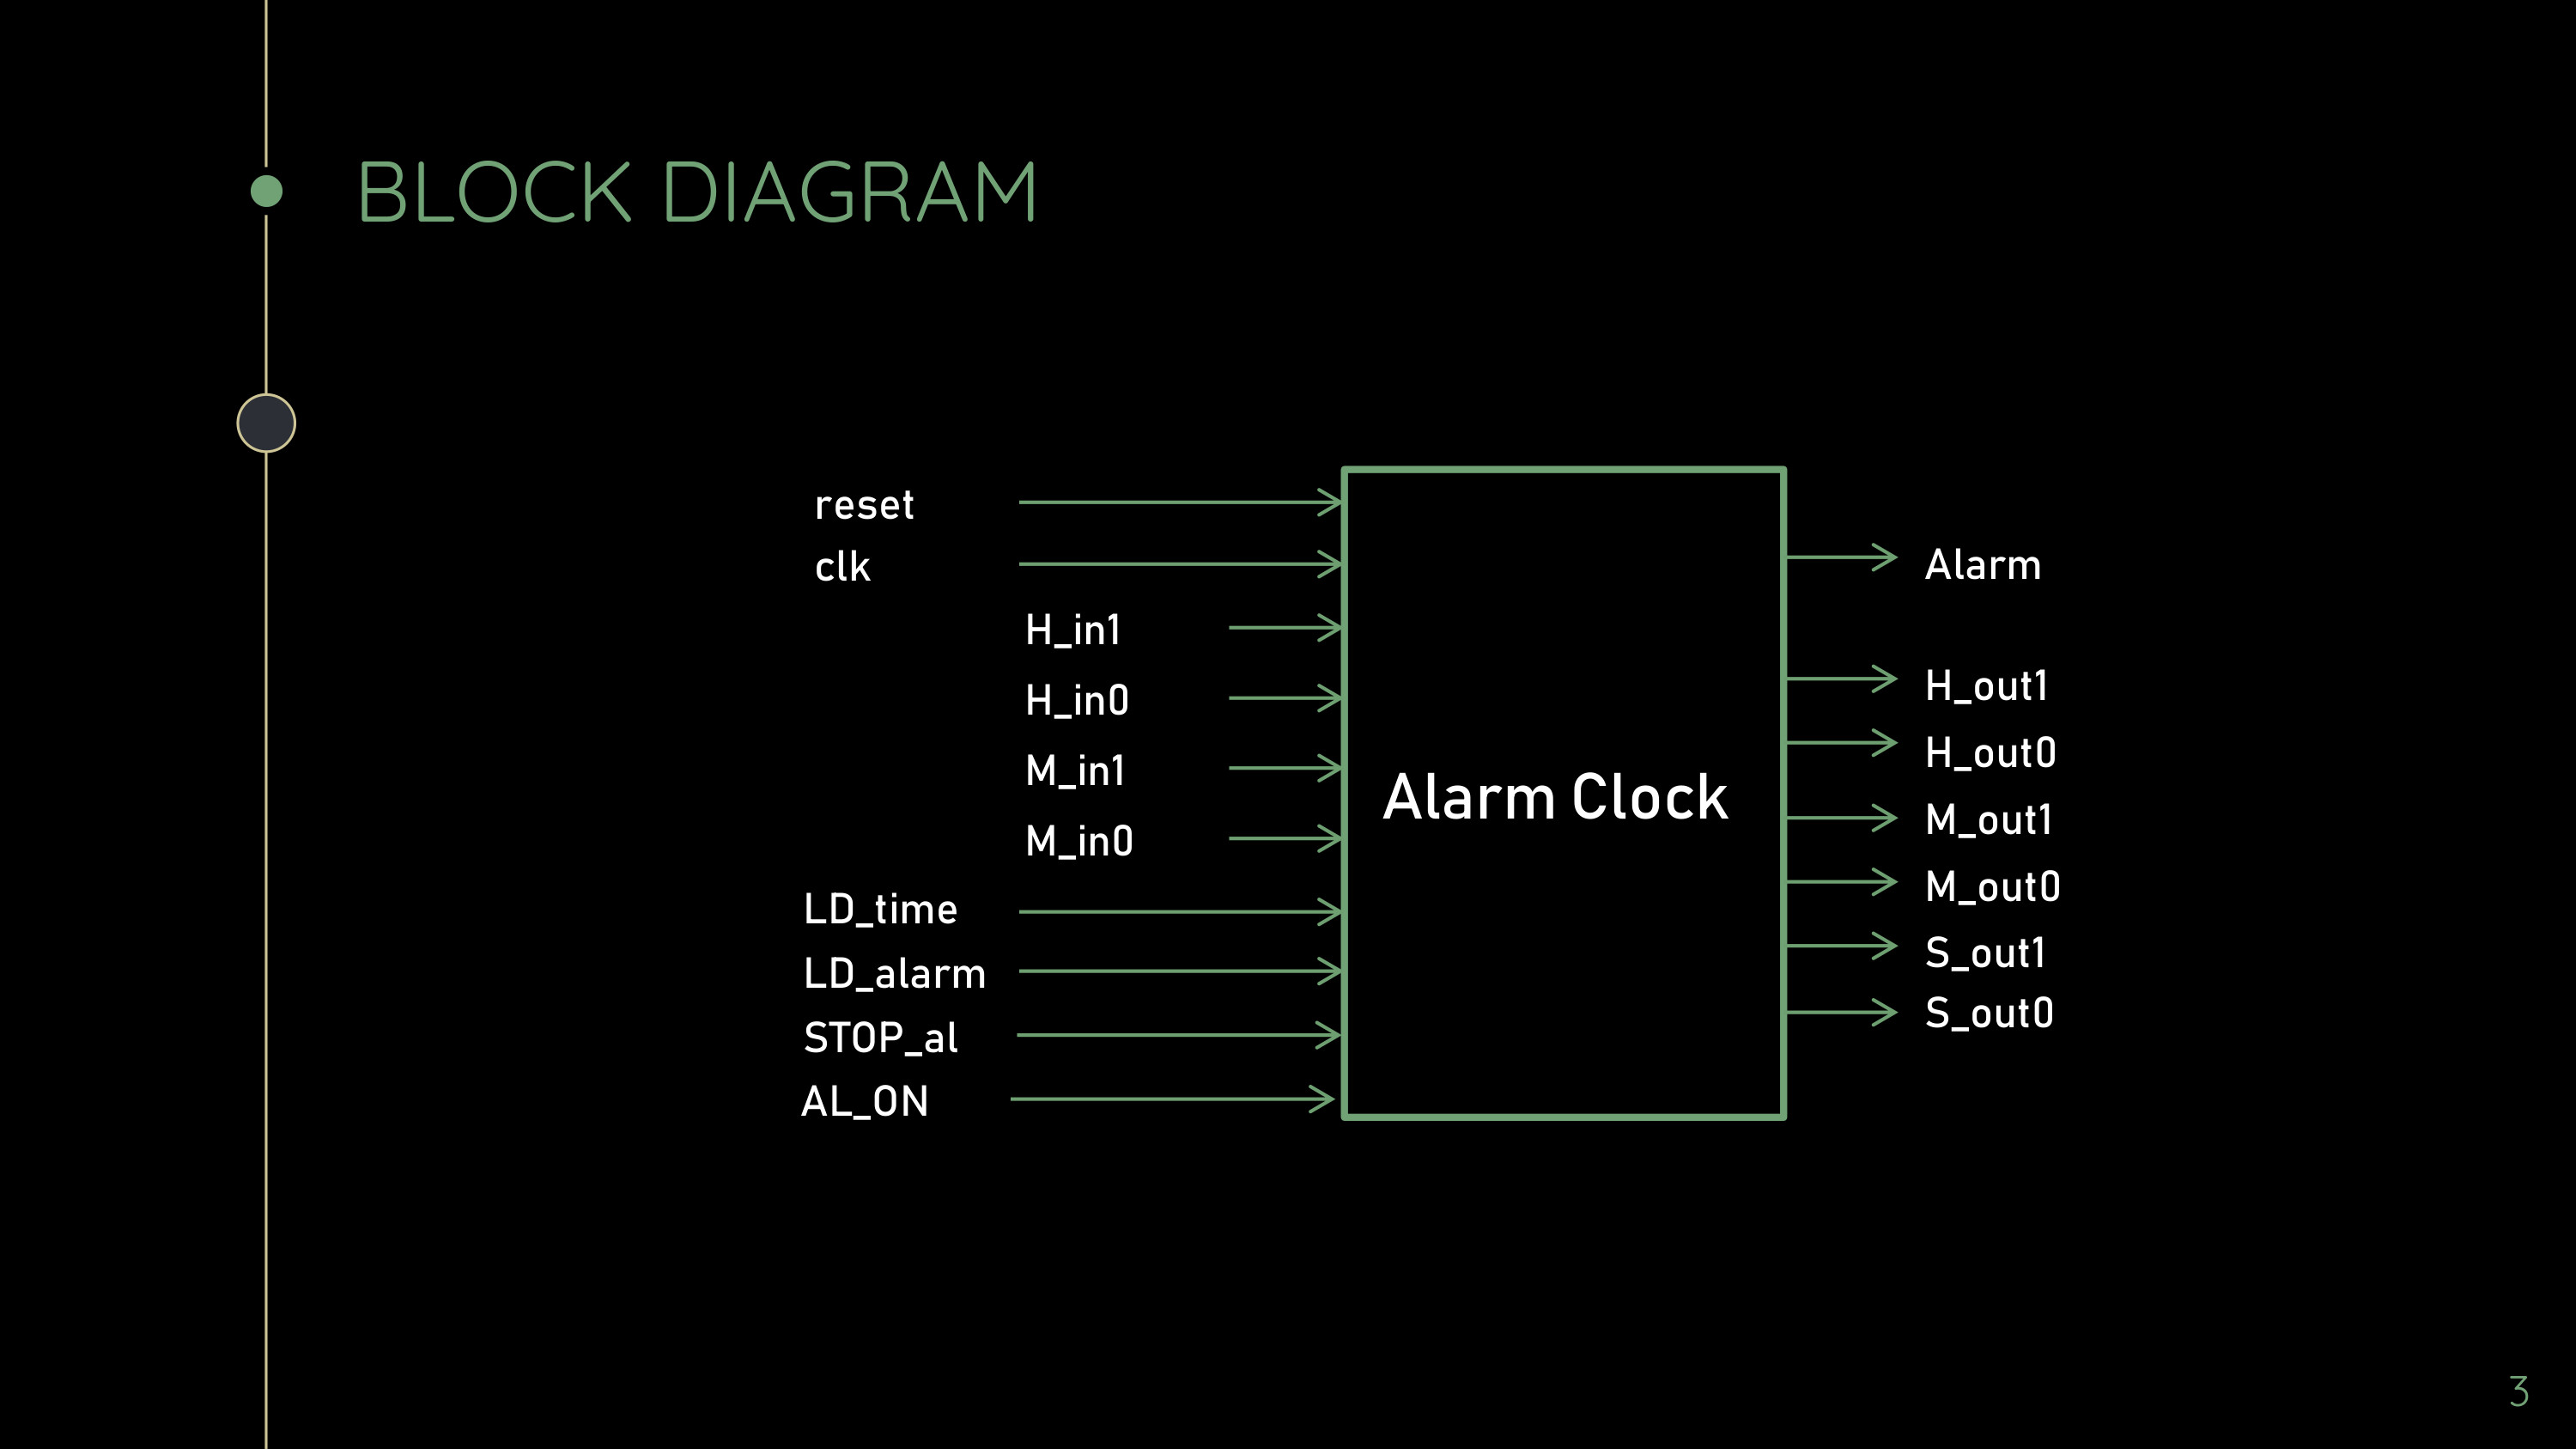 BLOCK DIAGRAM
reset
clk
H_in1
H_in0
M_in1
M_in0
LD_time
LD_alarm
STOP_al
AL_ON
Alarm Clock
Alarm
H_out1
H_out0
M_out1
M_out0
S_out1
S_out0
3